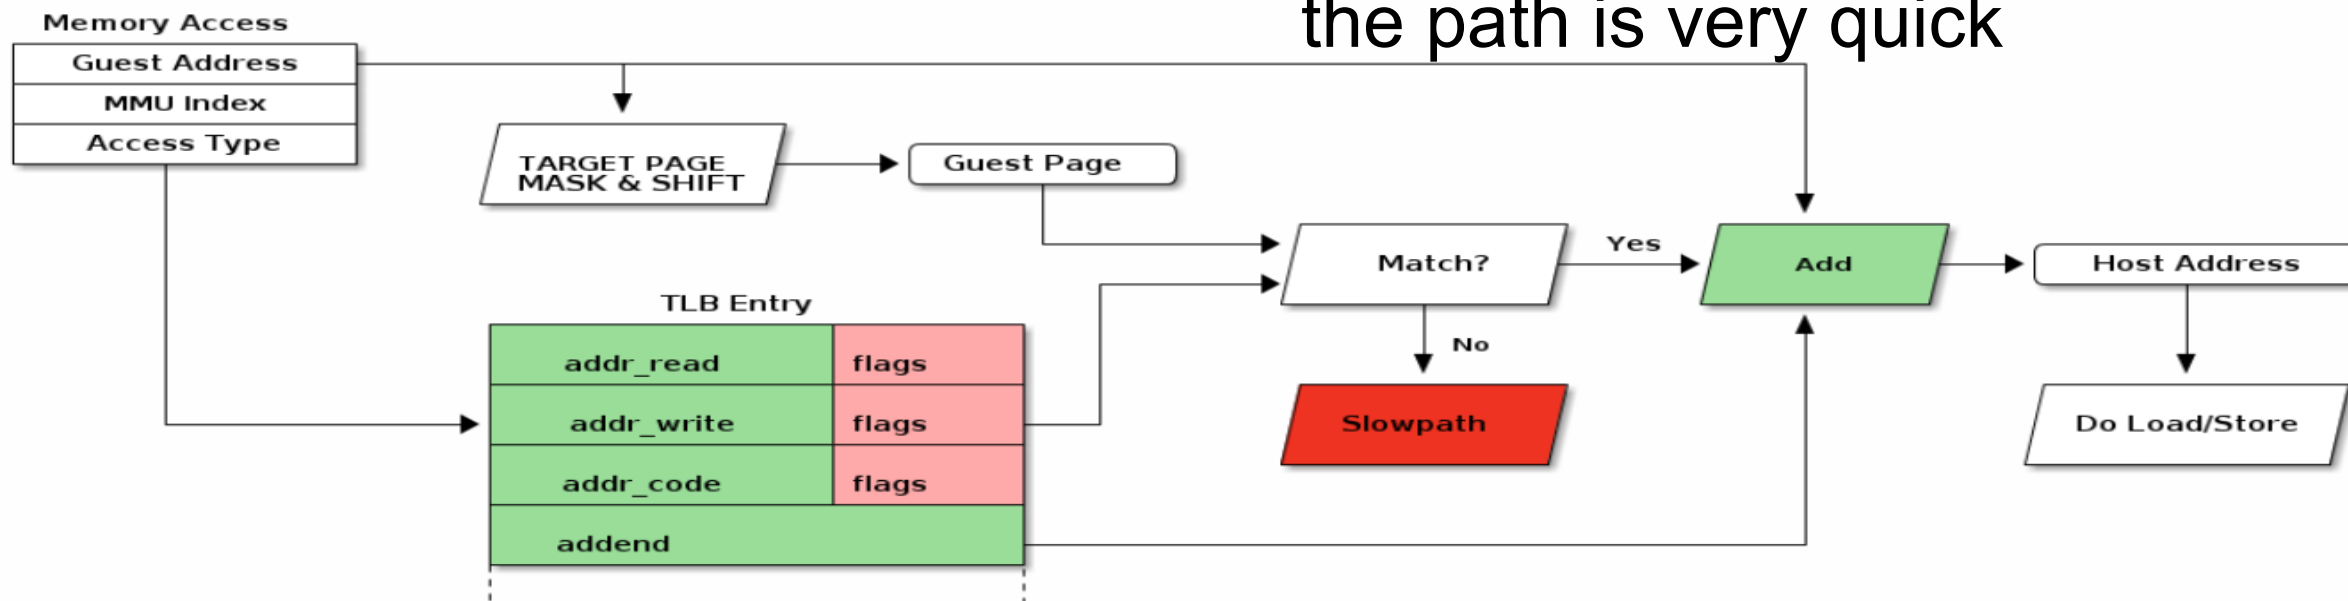 the path is very quick
Memory Access
Guest Address
MMU Index
Access Type
TARGET PAGE
MASK & SHIFT
Guest Page
Match?
Yes
Add
Host Address
No
Slowpath
Do Load/Store
TLB Entry
addr_read flags
addr_write flags
addr_code flags
addend